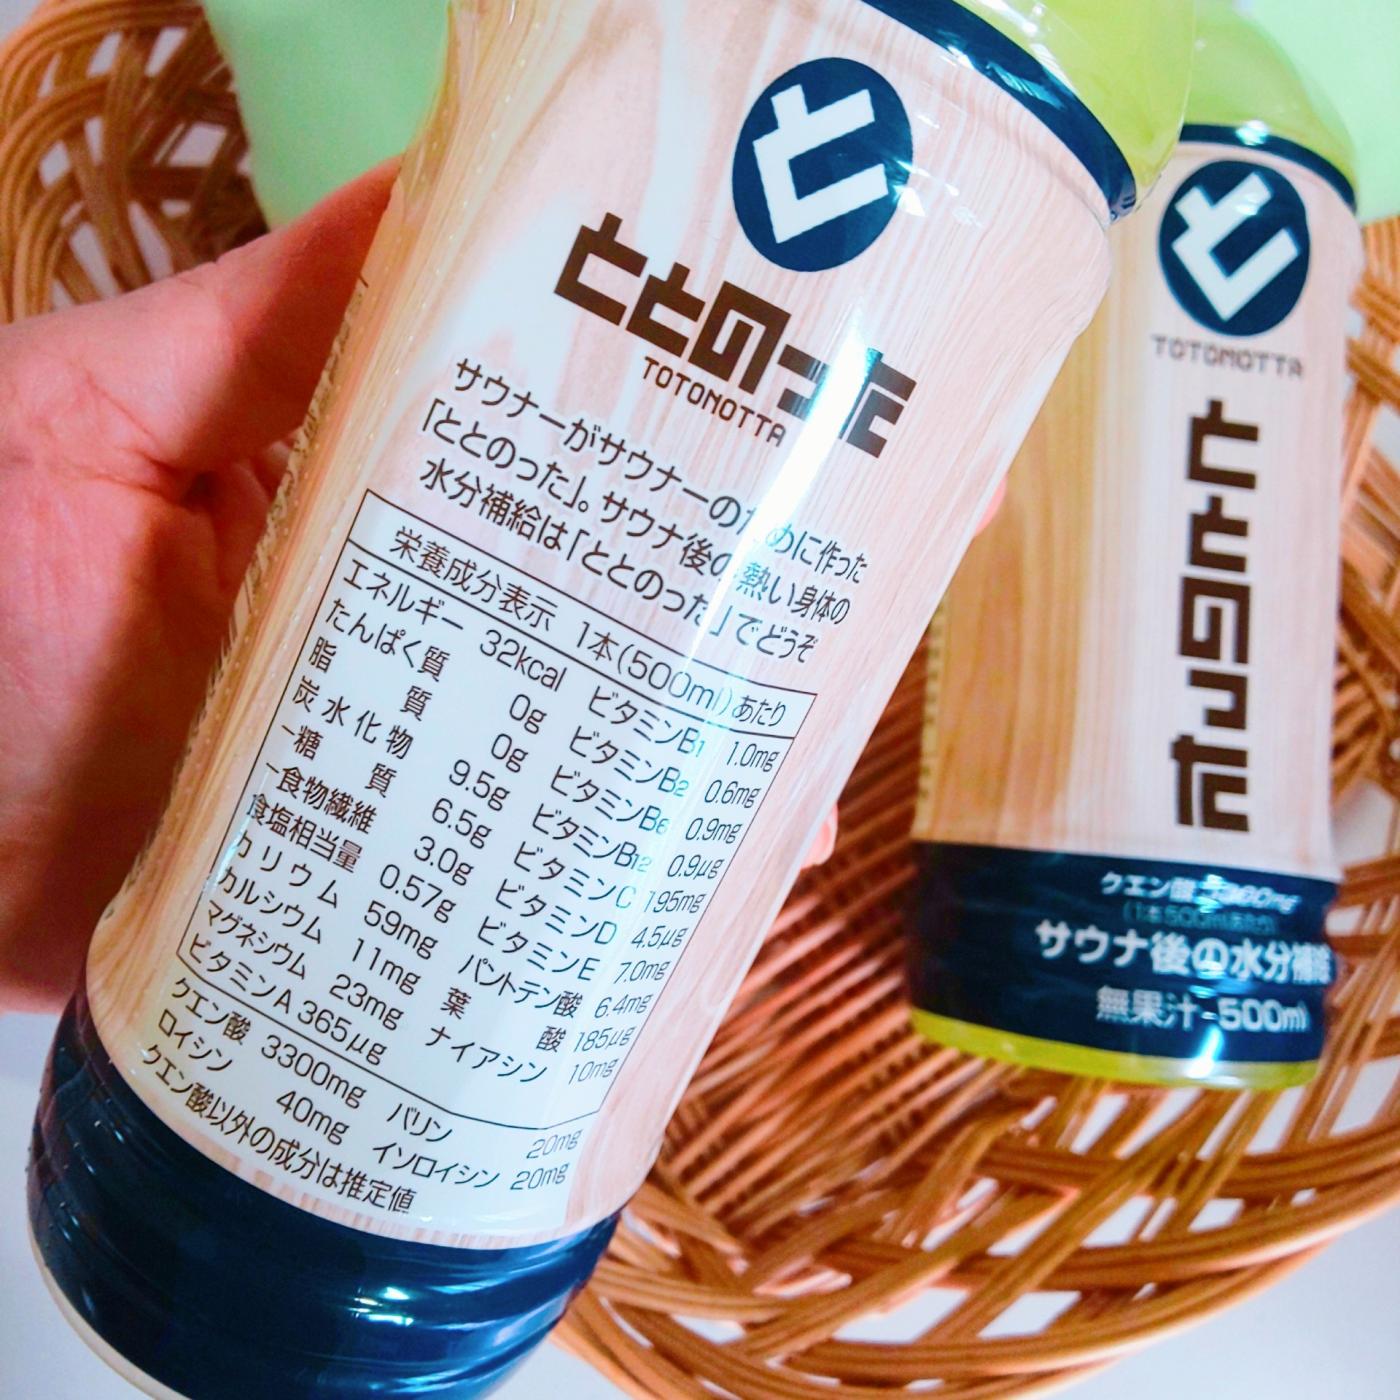 と
ととのった
TOTONOTTA
サウナーがサウナーのために作った
「ととのった」。サウナ後の熱い身体の
水分補給は「ととのった」でどうぞ
栄養成分表示 1本(500ml)あたり
エネルギー 32kcal ビタミンB1 1.0mg
たんぱく質 0g ビタミンB2 0.6mg
脂質 0g ビタミンB6 0.9mg
炭水化物 9.5g ビタミンB12 0.9μg
-糖質 6.5g ビタミンC 195mg
-食物繊維 3.0g ビタミンD 4.5μg
食塩相当量 0.57g ビタミンE 7.0mg
カリウム 59mg パントテン酸 6.4mg
カルシウム 11mg 葉酸 185μg
マグネシウム 23mg ナイアシン 10mg
ビタミンA 365μg
クエン酸 3300mg バリン 20mg
ロイシン 40mg イソロイシン 20mg
クエン酸以外の成分は推定値
と
TOTONOTTA
ととのった
クエン酸
サウナ後の水分補給
無果汁-500ml